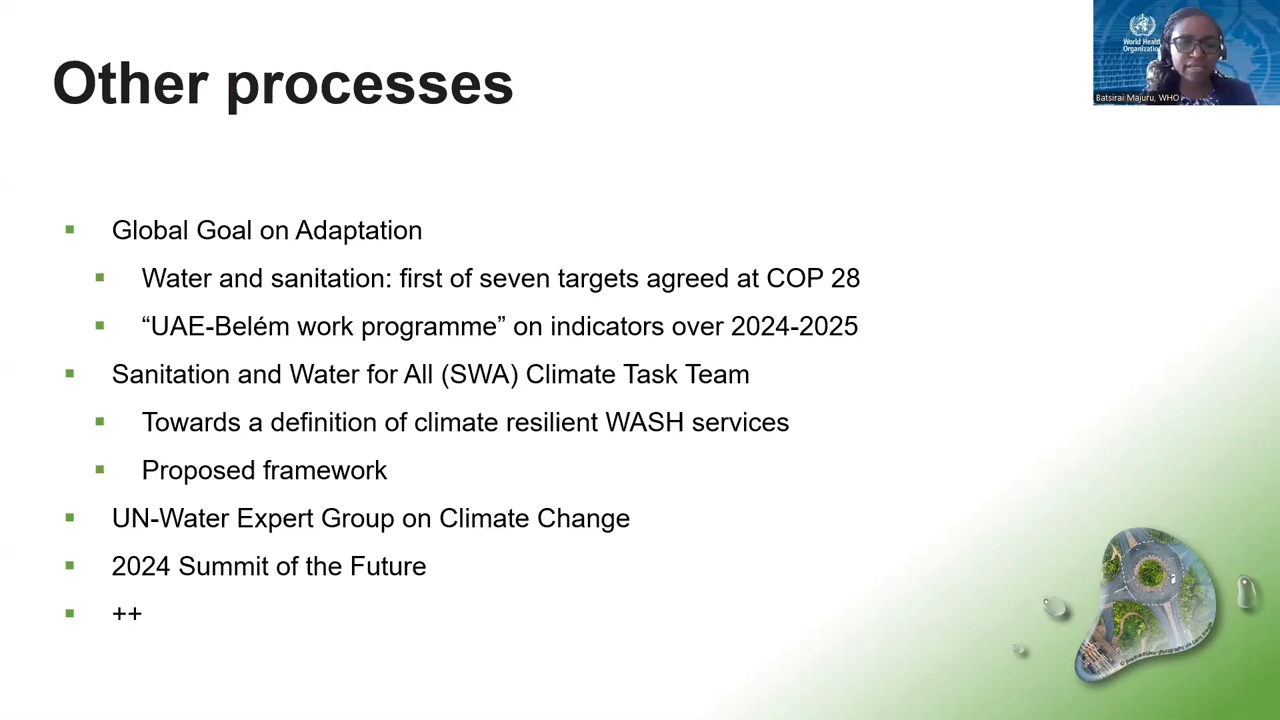 Other processes
World Health
Organization
Batsirai Majuru, WHO
Global Goal on Adaptation
Water and sanitation: first of seven targets agreed at COP 28
“UAE-Belém work programme” on indicators over 2024-2025
Sanitation and Water for All (SWA) Climate Task Team
Towards a definition of climate resilient WASH services
Proposed framework
UN-Water Expert Group on Climate Change
2024 Summit of the Future
++